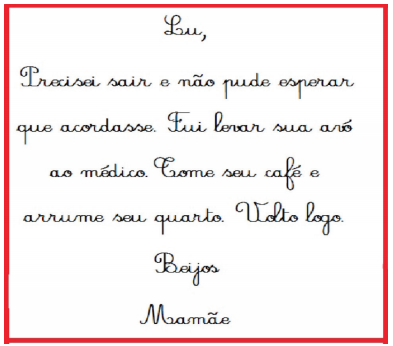 Lu,
Precisei sair e não pude esperar
que acordasse. Fui levar sua avó
ao médico. Tome seu café e
arrume seu quarto. Volto logo.
Beijos
Mamãe